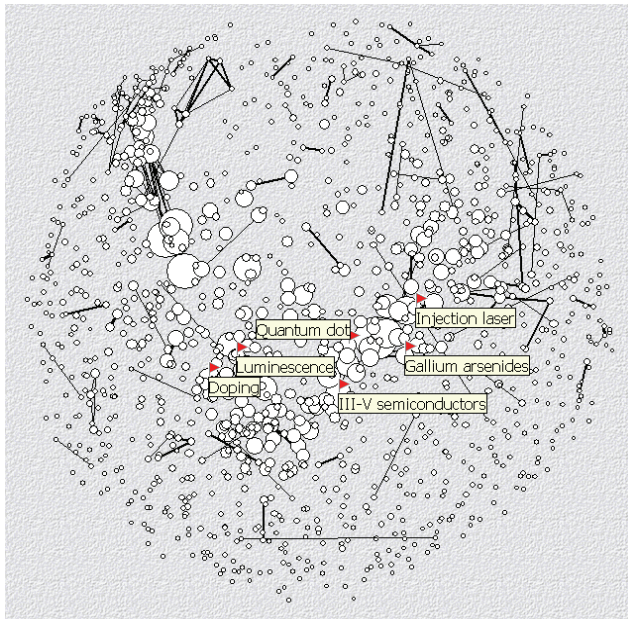 Injection laser
Quantum dot
Luminescence
Gallium arsenides
Doping
III-V semiconductors